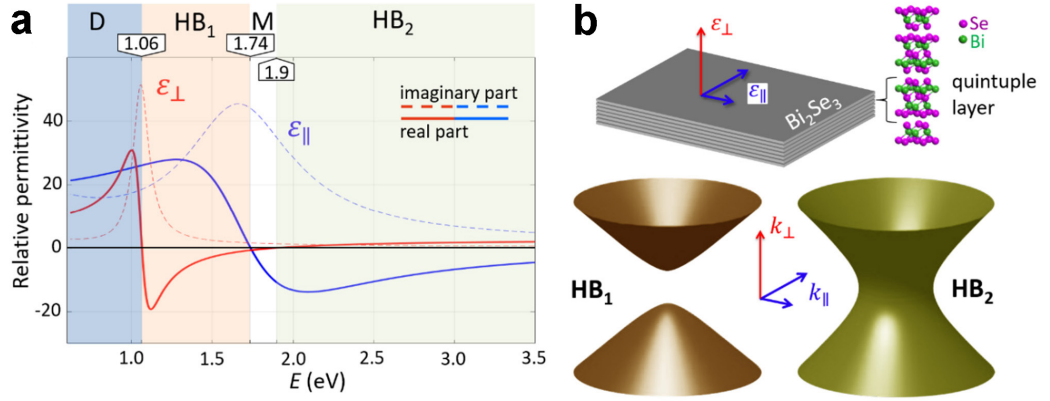 a
D HB₁ M HB₂
1.06 1.74
1.9
ε⊥
imaginary part
real part
ε∥
Relative permittivity
40
20
0
-20
1.0 1.5 2.0 2.5 3.0 3.5
E (eV)
b
ε⊥
ε∥
Bi₂Se₃
Se
Bi
quintuple
layer
k⊥
k∥
HB₁
HB₂